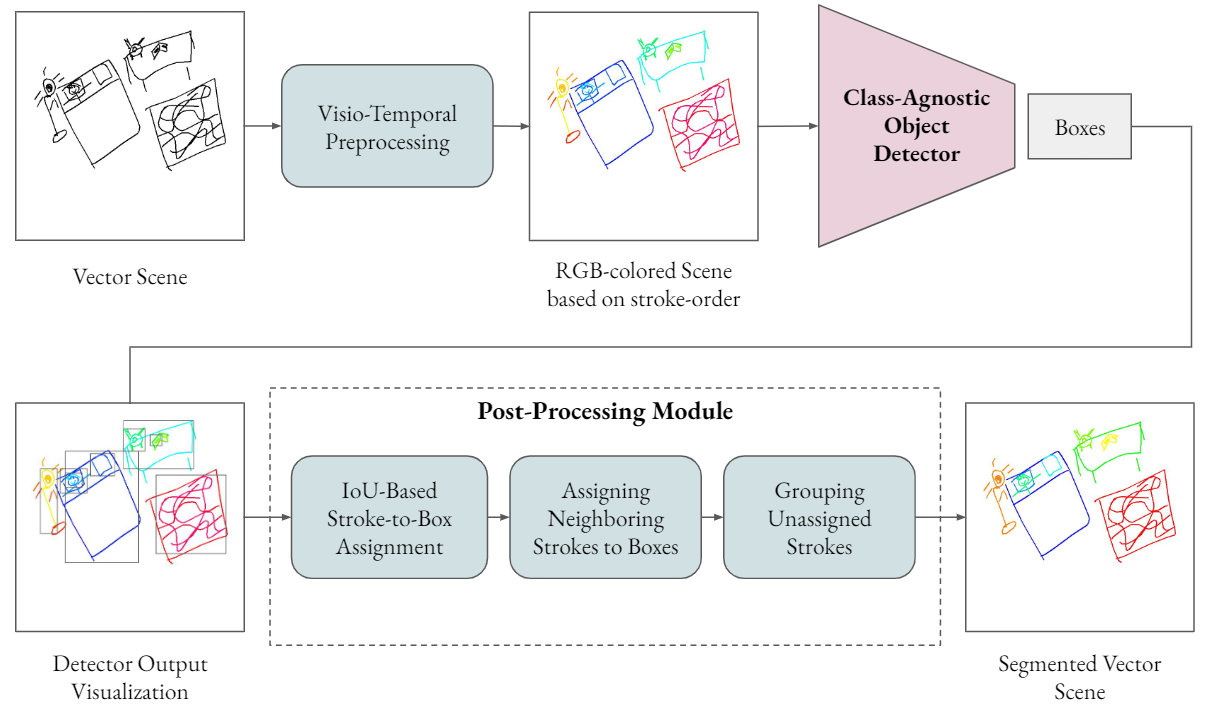 Visio-Temporal
Preprocessing
Class-Agnostic
Object
Detector
Boxes
Vector Scene
RGB-colored Scene
based on stroke-order
Post-Processing Module
IoU-Based
Stroke-to-Box
Assignment
Assigning
Neighboring
Strokes to Boxes
Grouping
Unassigned
Strokes
Detector Output
Visualization
Segmented Vector
Scene